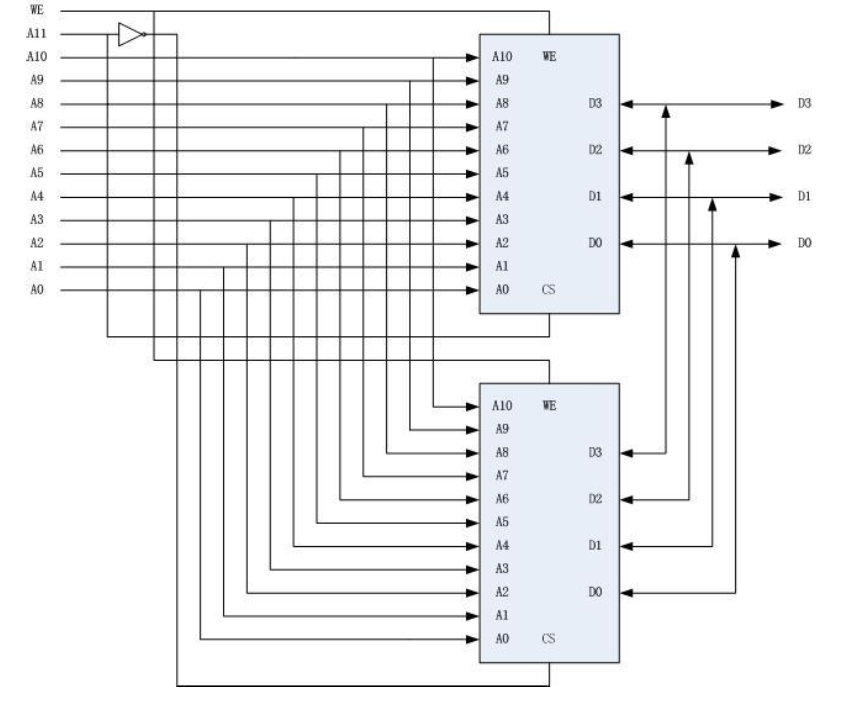 WE
A11
A10
A9
A8
A7
A6
A5
A4
A3
A2
A1
A0
A10 WE
A9
A8 D3
A7
A6 D2
A5
A4 D1
A3
A2 D0
A1
A0 CS
D3
D2
D1
D0
A10 WE
A9
A8 D3
A7
A6 D2
A5
A4 D1
A3
A2 D0
A1
A0 CS